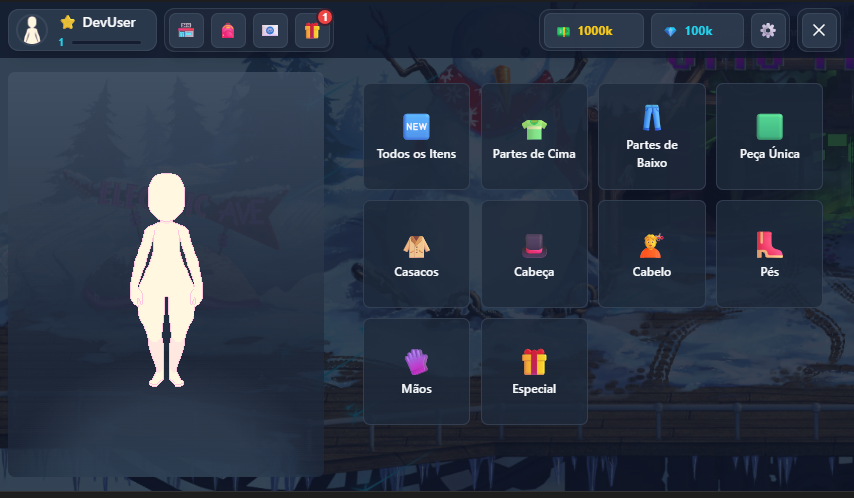 DevUser
1
1
1000k
100k
NEW
Todos os Itens
Partes de Cima
Partes de
Baixo
Peça Única
Casacos
Cabeça
Cabelo
Pés
Mãos
Especial